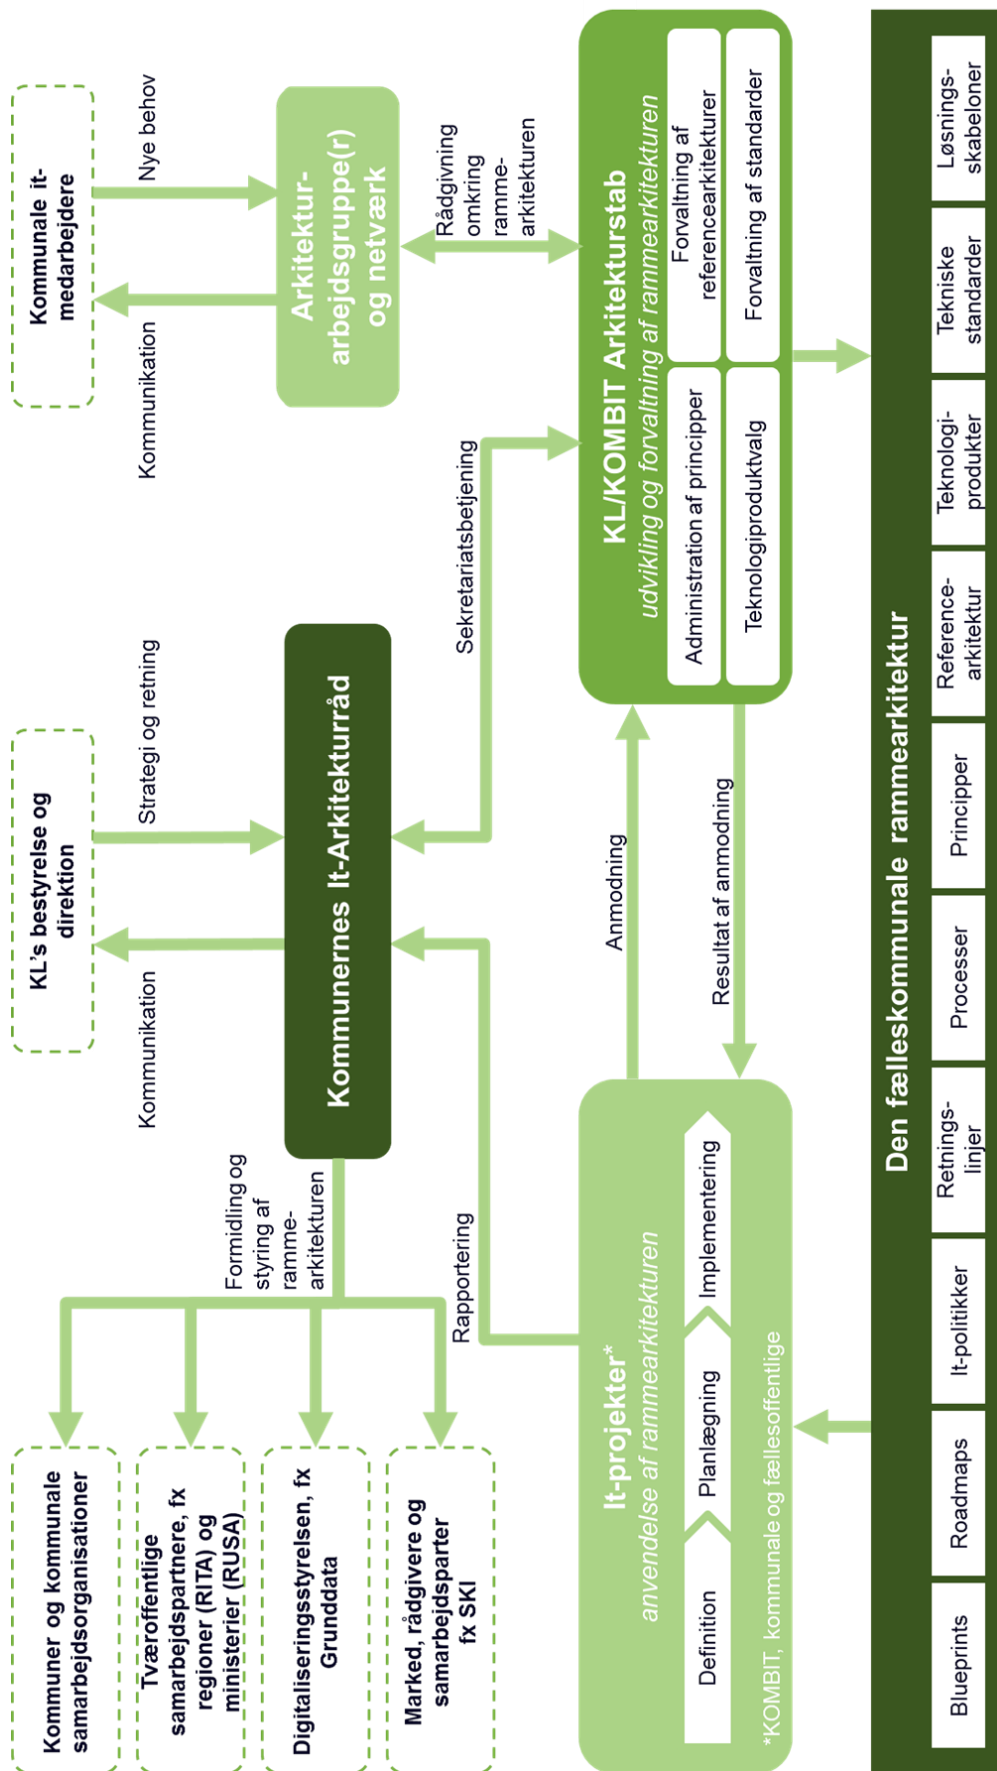 Kommuner og kommunale
samarbejdsorganisationer
Tværoffentlige
samarbejdspartnere, fx
regioner (RITA) og
ministerier (RUSA)
Digitaliseringsstyrelsen, fx
Grunddata
Marked, rådgivere og
samarbejdsparter
fx SKI
Formidling og
styring af
ramme-
arkitekturen
KL's bestyrelse og
direktion
Kommunikation
Strategi og retning
Kommunernes It-Arkitekturråd
Kommunale it-
medarbejdere
Kommunikation
Nye behov
Arkitektur-
arbejdsgruppe(r)
og netværk
Rapportering
Sekretariatsbetjening
Rådgivning
omkring
ramme-
arkitekturen
It-projekter*
anvendelse af rammearkitekturen
Definition
Planlægning
Implementering
*KOMBIT, kommunale og fællesoffentlige
Anmodning
Resultat af anmodning
KL/KOMBIT Arkitekturstab
udvikling og forvaltning af rammearkitekturen
Administration af principper
Forvaltning af
referencearkitekturer
Teknologiproduktvalg
Forvaltning af standarder
Den fælleskommunale rammearkitektur
Blueprints
Roadmaps
It-politikker
Retnings-
linjer
Processer
Principper
Reference-
arkitektur
Teknologi-
produkter
Tekniske
standarder
Løsnings-
skabeloner